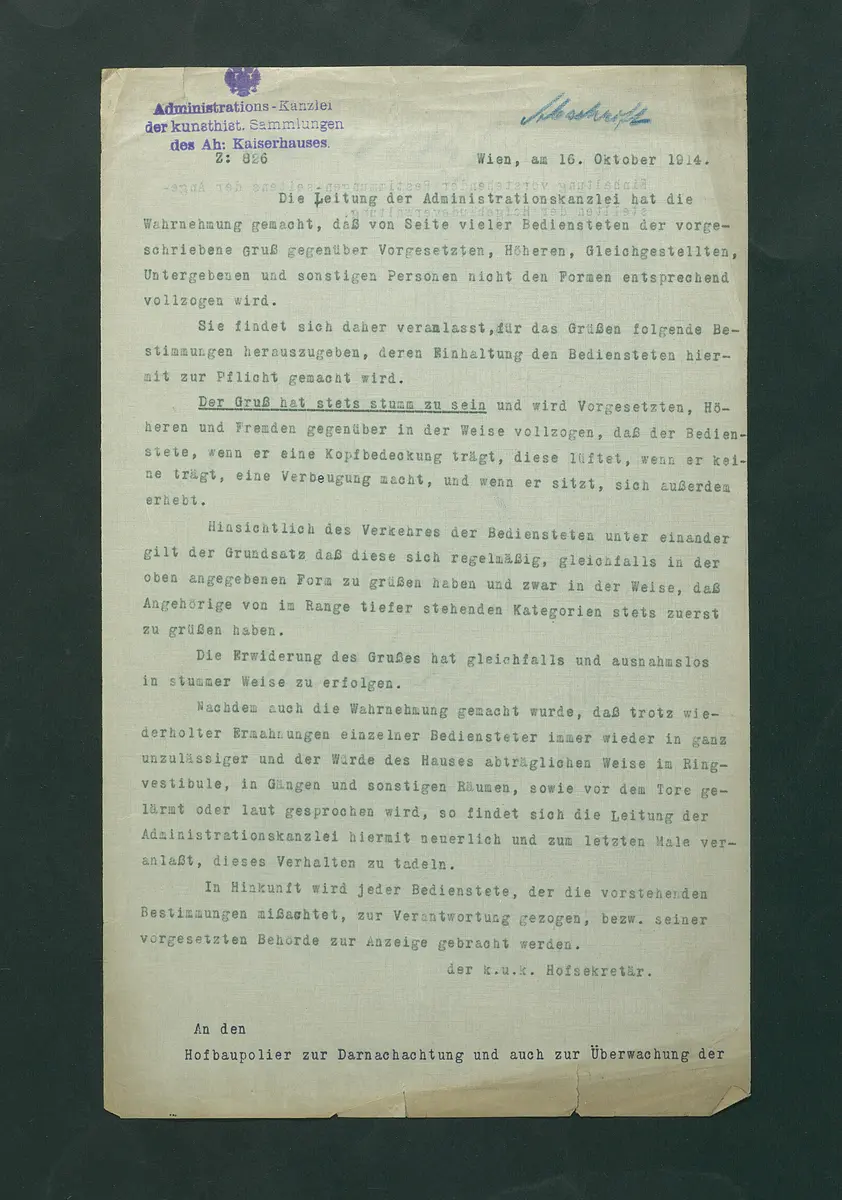 Administrations-Kanzlei
der kunsthist. Sammlungen
des Ah: Kaiserhauses.
Z: 826
Abschrift
Wien, am 16. Oktober 1914.
Die Leitung der Administrationskanzlei hat die
Wahrnehmung gemacht, daß von Seite vieler Bediensteten der vorge-
schriebene Gruß gegenüber Vorgesetzten, Höheren, Gleichgestellten,
Untergebenen und sonstigen Personen nicht den Formen entsprechend
vollzogen wird.
Sie findet sich daher veranlasst, für das Grüßen folgende Be-
stimmungen herauszugeben, deren Einhaltung den Bediensteten hier-
mit zur Pflicht gemacht wird.
Der Gruß hat stets stumm zu sein und wird Vorgesetzten, Hö-
heren und Fremden gegenüber in der Weise vollzogen, daß der Bedien-
stete, wenn er eine Kopfbedeckung trägt, diese lüftet, wenn er kei-
ne trägt, eine Verbeugung macht, und wenn er sitzt, sich außerdem
erhebt.
Hinsichtlich des Verkehres der Bediensteten unter einander
gilt der Grundsatz daß diese sich regelmäßig, gleichfalls in der
oben angegebenen Form zu grüßen haben und zwar in der Weise, daß
Angehörige von im Range tiefer stehenden Kategorien stets zuerst
zu grüßen haben.
Die Erwiderung des Grußes hat gleichfalls und ausnahmslos
in stummer Weise zu erfolgen.
Nachdem auch die Wahrnehmung gemacht wurde, daß trotz wie-
derholter Ermahnungen einzelner Bediensteter immer wieder in ganz
unzulässiger und der Würde des Hauses abträglichen Weise im Ring-
vestibule, in Gängen und sonstigen Räumen, sowie vor dem Tore ge-
lärmt oder laut gesprochen wird, so findet sich die Leitung der
Administrationskanzlei hiermit neuerlich und zum letzten Male ver-
anlaßt, dieses Verhalten zu tadeln.
In Hinkunft wird jeder Bedienstete, der die vorstehenden
Bestimmungen mißachtet, zur Verantwortung gezogen, bezw. seiner
vorgesetzten Behörde zur Anzeige gebracht werden.
der k.u.k. Hofsekretär.
An den
Hofbaupolier zur Darnachachtung und auch zur Überwachung der